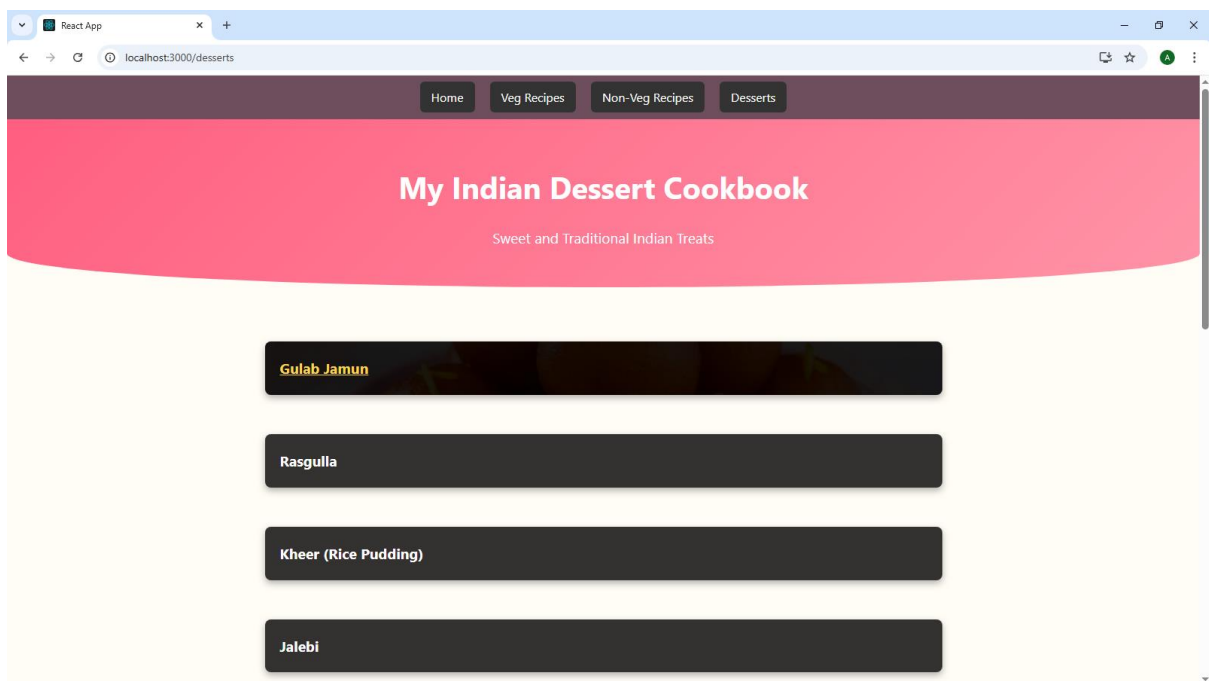 React App
localhost:3000/desserts
A
Home Veg Recipes Non-Veg Recipes Desserts
My Indian Dessert Cookbook
Sweet and Traditional Indian Treats
Gulab Jamun
Rasgulla
Kheer (Rice Pudding)
Jalebi